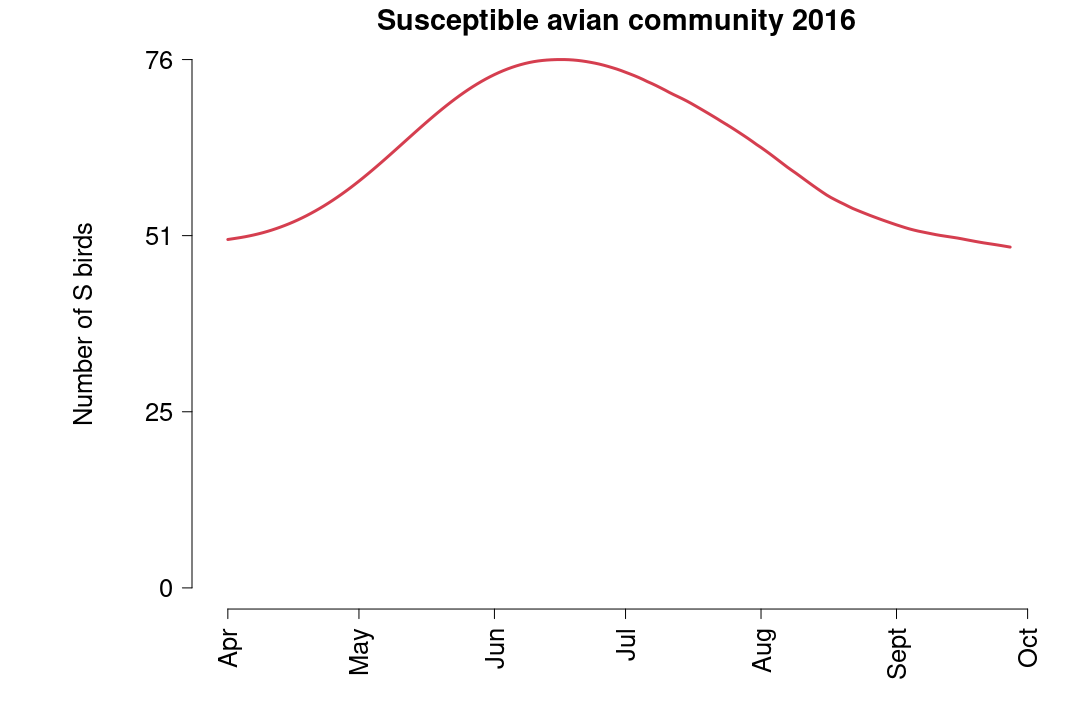 Susceptible avian community 2016
Number of S birds
76
51
25
0
Apr
May
Jun
Jul
Aug
Sept
Oct